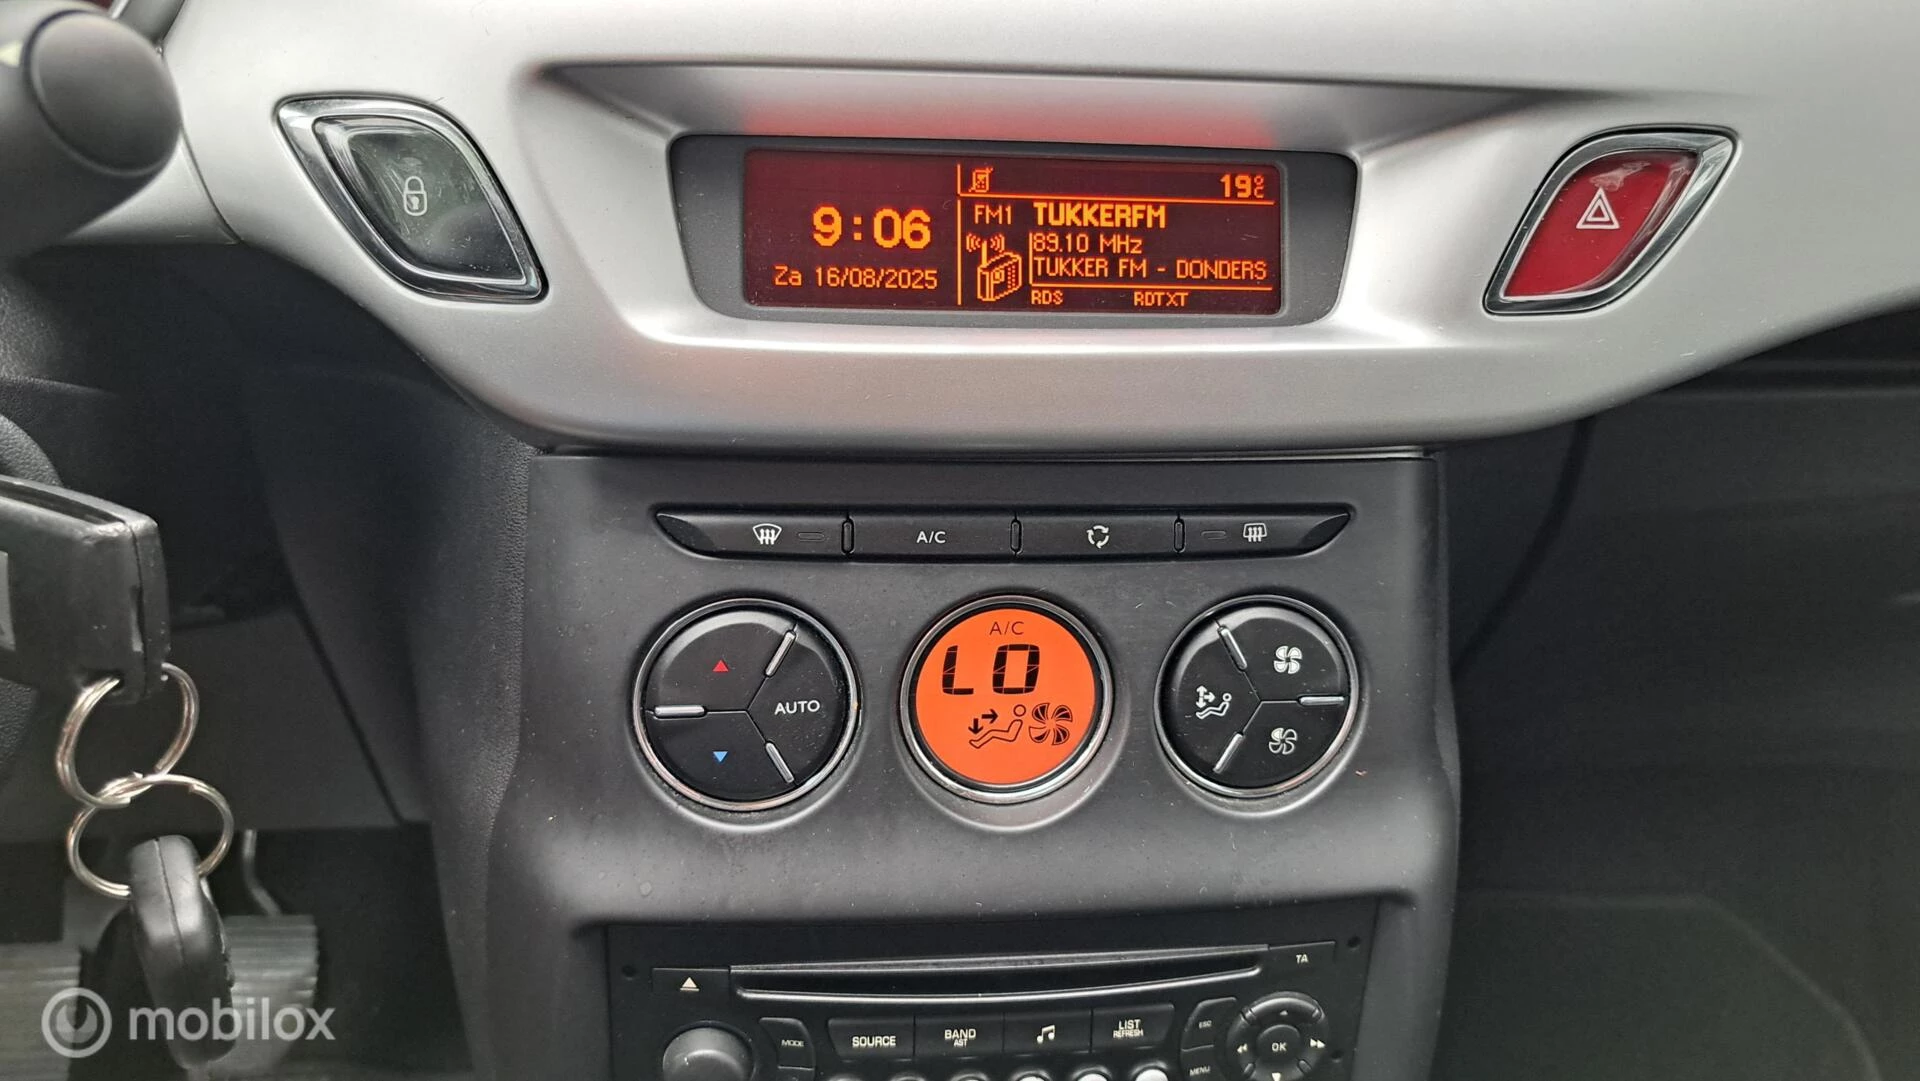 19°C
9:06
FM1 TUKKERFM
89.10 MHz
Za 16/08/2025
TUKKER FM - DONDERS
RDS RDTXT
A/C
A/C
LO
AUTO
TA
SOURCE
BAND
AST
LIST
REFRESH
MODE
ESC
OK
MENU
mobilox